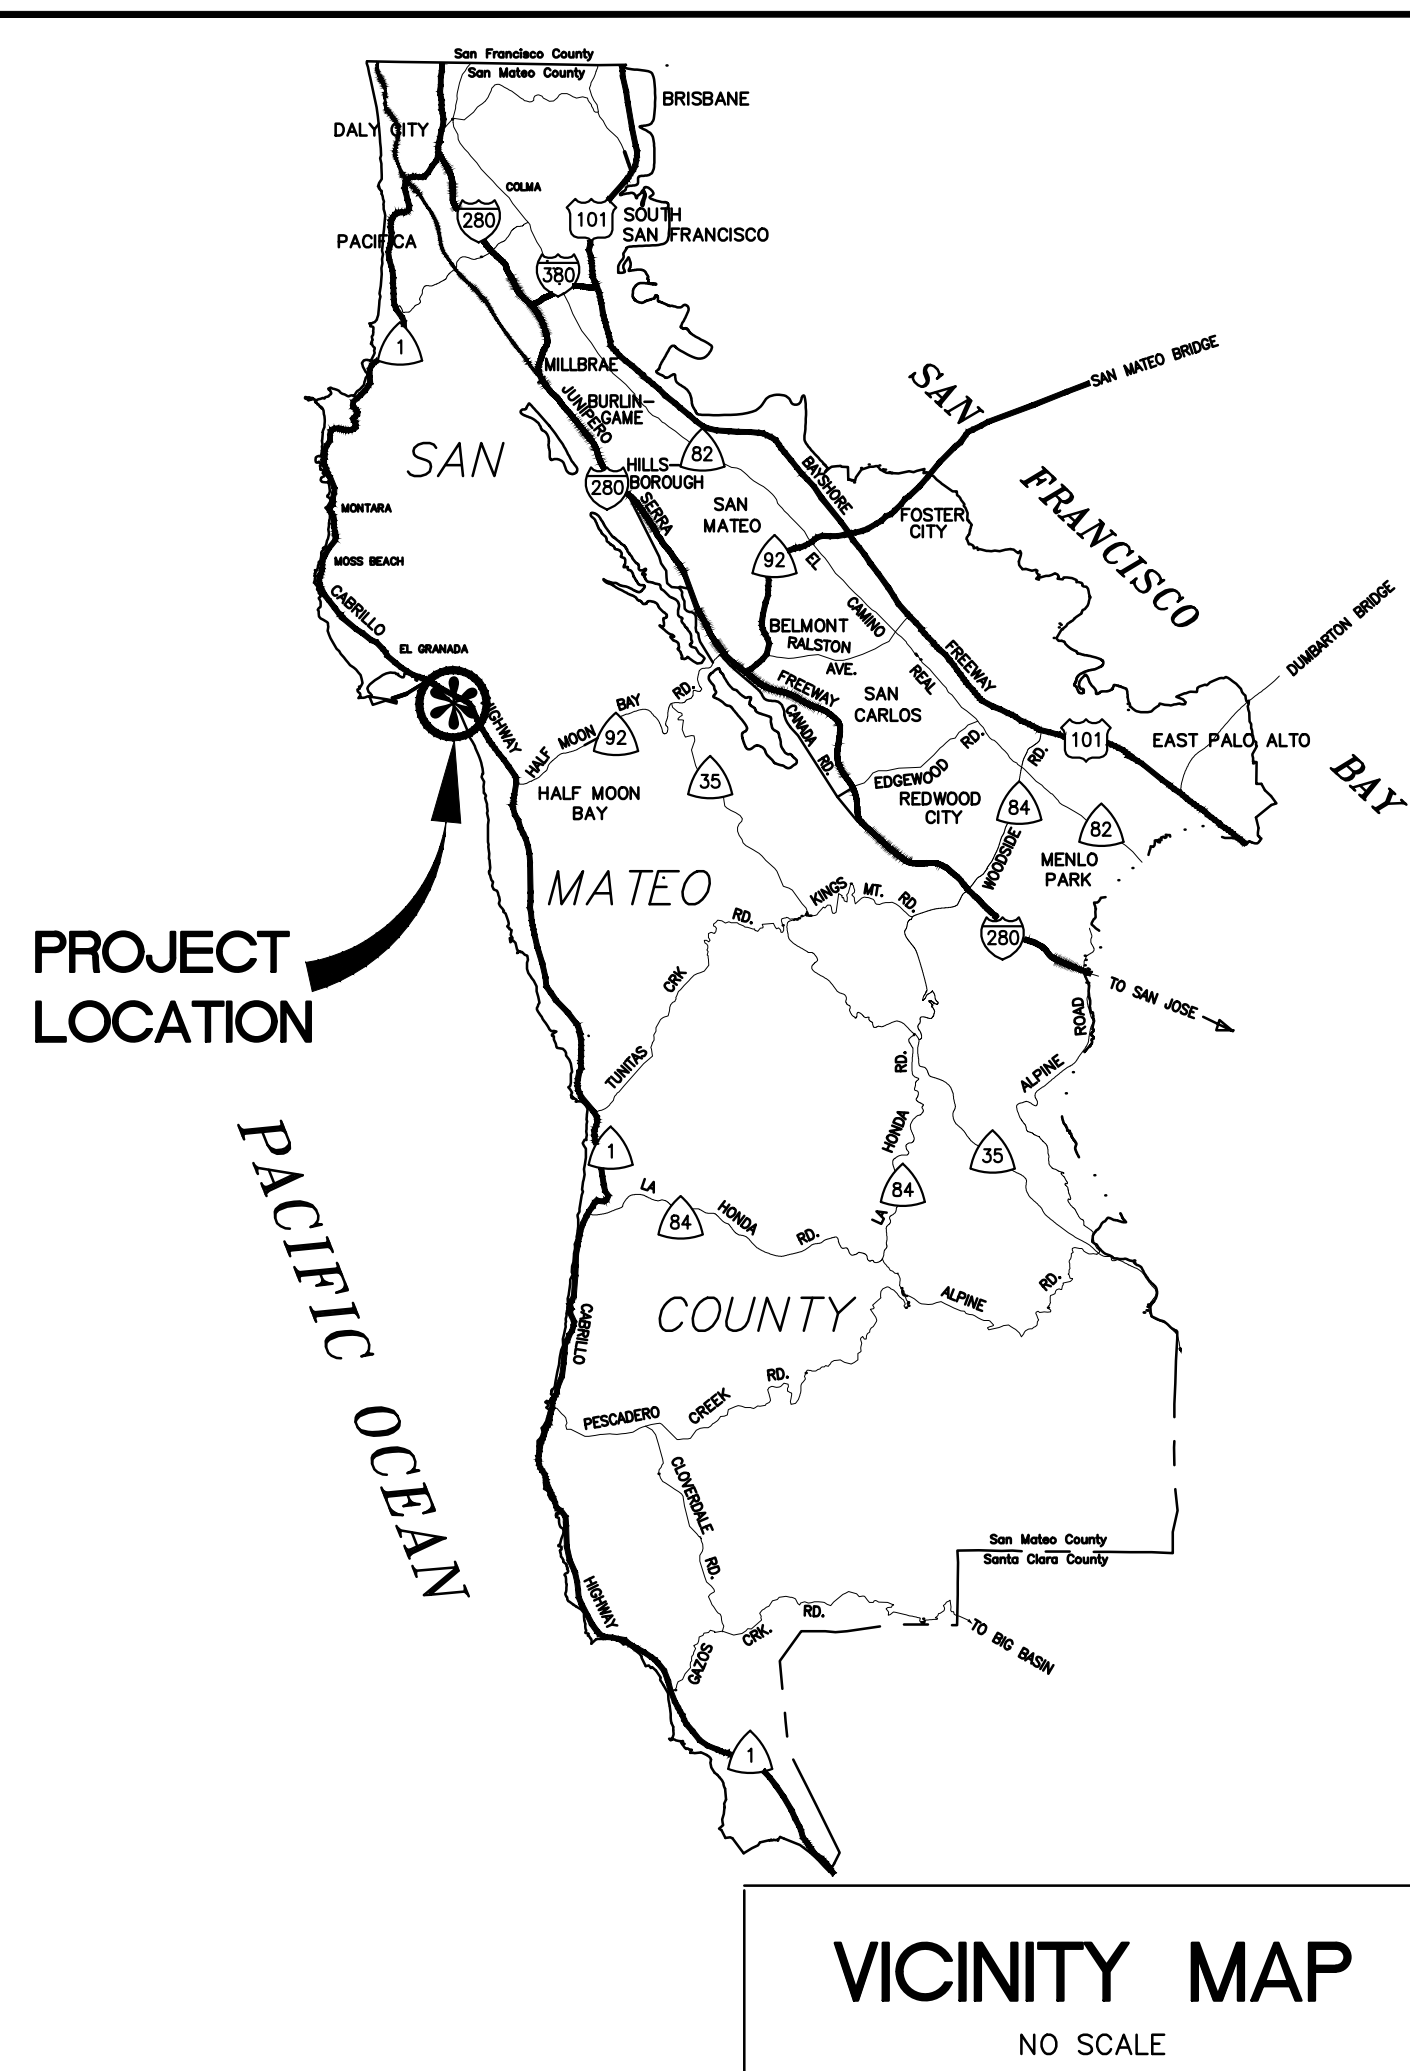 San Francisco County
San Mateo County
BRISBANE
DALY CITY
COLMA
280
101
SOUTH
SAN FRANCISCO
PACIFICA
380
1
MILLBRAE
SAN MATEO BRIDGE
SAN
FRANCISCO
BAY
JUNIPERO
BURLIN-
GAME
SAN
82
HILLS-
BOROUGH
280
SERRA
BAYSHORE
SAN
MATEO
FOSTER
CITY
MONTARA
92
EL
MOSS BEACH
CABRILLO
CAMINO
DUMBARTON BRIDGE
BELMONT
RALSTON
AVE.
EL GRANADA
REAL
FREEWAY
FREEWAY
SAN
CARLOS
HIGHWAY
HALF MOON BAY RD.
92
CANADA RD.
101
EAST PALO ALTO
35
EDGEWOOD RD.
RD.
HALF MOON
BAY
REDWOOD
CITY
84
82
WOODSIDE
MENLO
PARK
MATEO
KINGS MT. RD.
RD.
280
PROJECT
LOCATION
CRK
TO SAN JOSE
ROAD
TUNITAS
RD.
ALPINE
HONDA
1
35
84
LA
LA
84
HONDA
RD.
PACIFIC OCEAN
RD.
ALPINE
COUNTY
CABRILLO
RD.
PESCADERO
CREEK
CLOVERDALE
RD.
San Mateo County
Santa Clara County
HIGHWAY
RD.
CRK.
TO BIG BASIN
GAZOS
1
VICINITY MAP
NO SCALE